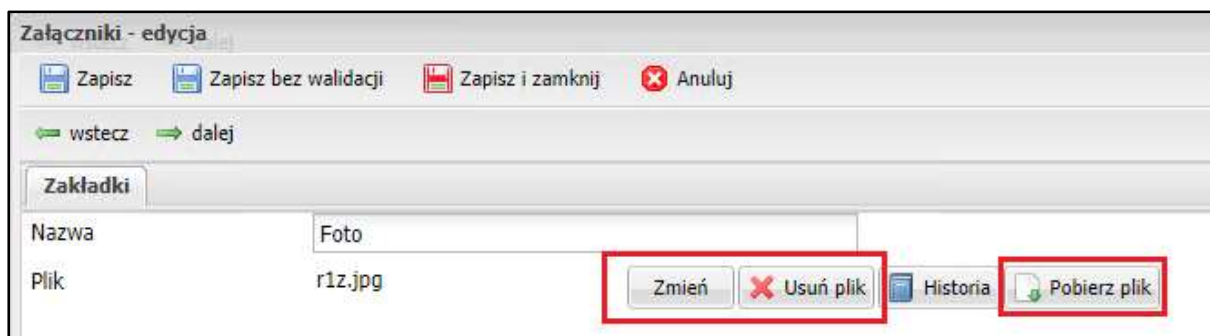 Załączniki - edycja
Zapisz Zapisz bez walidacji Zapisz i zamknij Anuluj
wstecz dalej
Zakładki
Nazwa Foto
Plik r1z.jpg Zmień Usuń plik Historia Pobierz plik